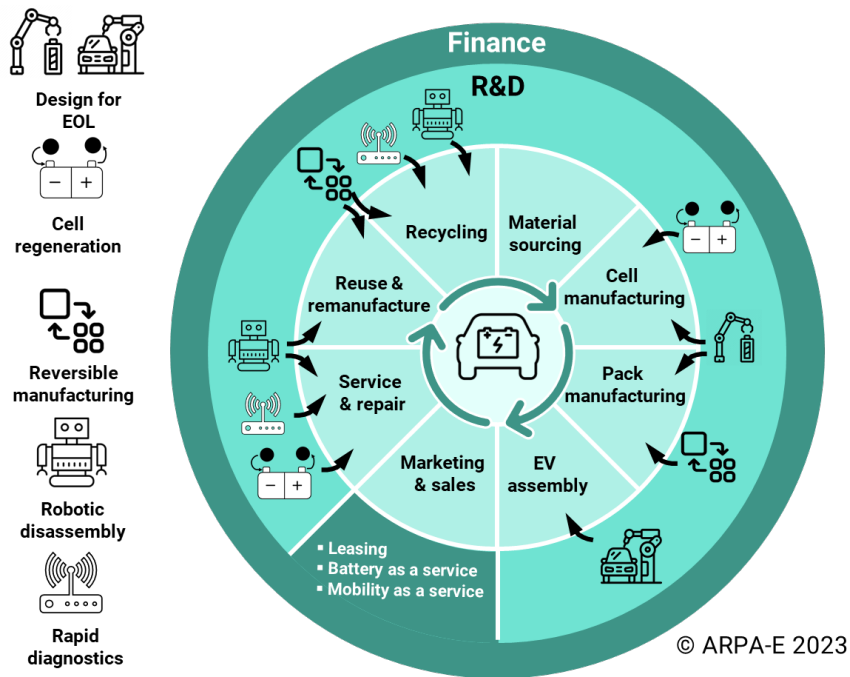 Finance
R&D
Design for
EOL
Cell
regeneration
Reversible
manufacturing
Robotic
disassembly
Rapid
diagnostics
Recycling
Material
sourcing
Cell
manufacturing
Pack
manufacturing
EV
assembly
Marketing
& sales
Service
& repair
Reuse &
remanufacture
▪ Leasing
▪ Battery as a service
▪ Mobility as a service
© ARPA-E 2023